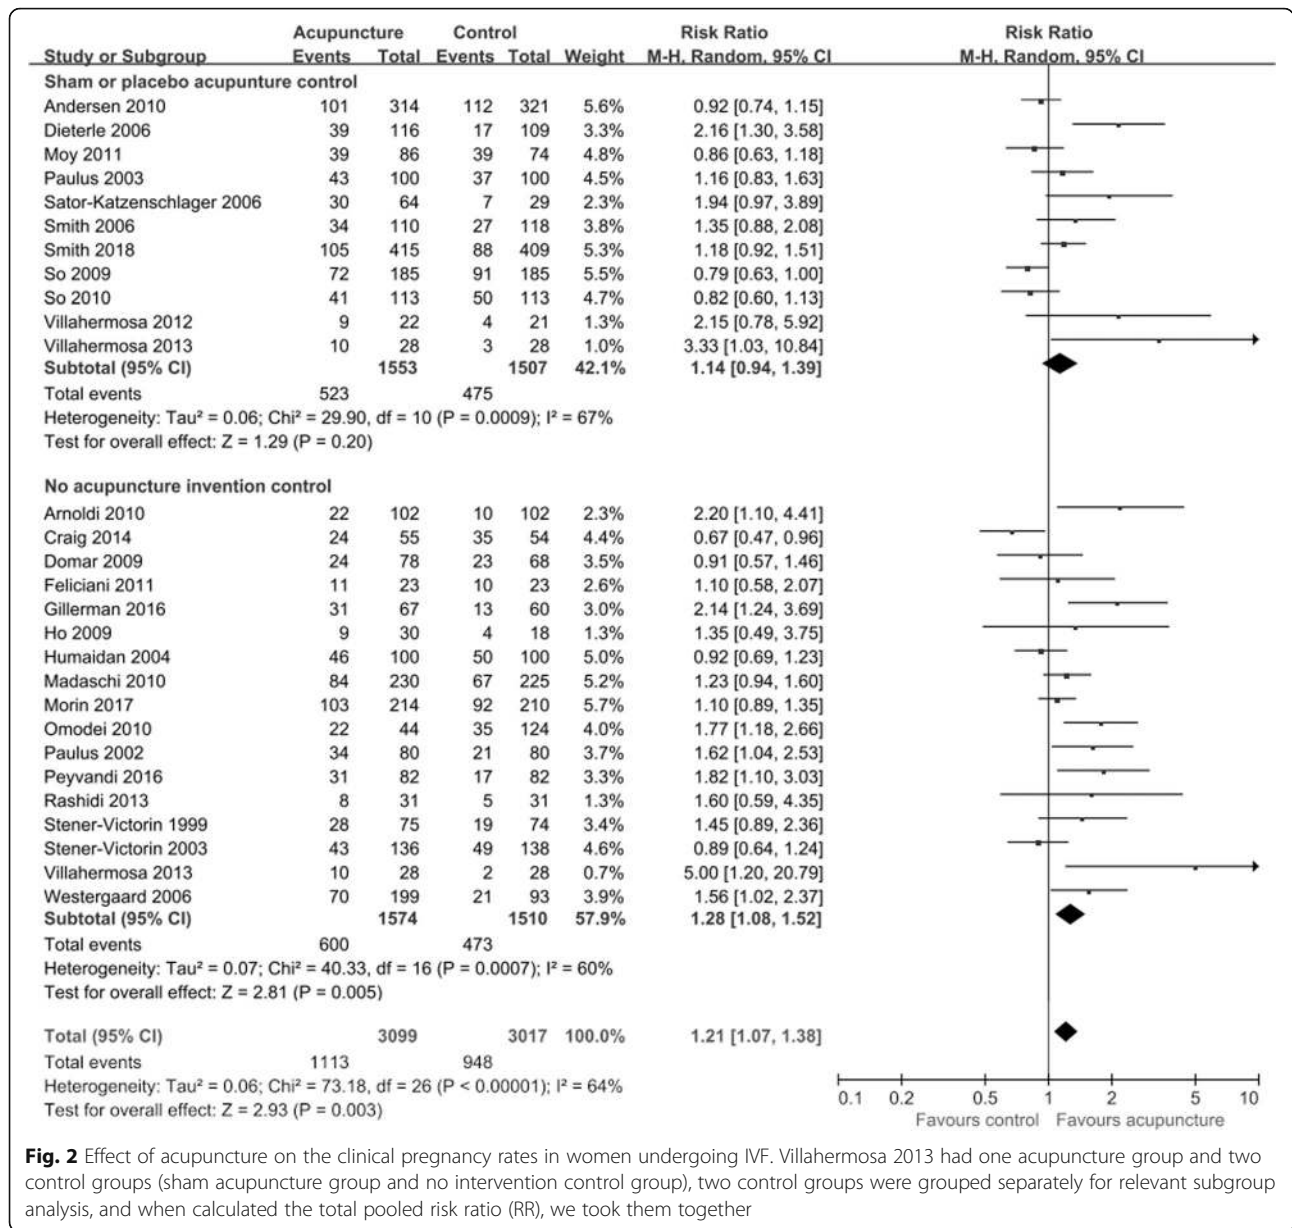 Acupuncture Control Risk Ratio Risk Ratio
Study or Subgroup Events Total Events Total Weight M-H, Random, 95% CI M-H, Random, 95% CI
Sham or placebo acupunture control
Andersen 2010 101 314 112 321 5.6% 0.92 [0.74, 1.15]
Dieterle 2006 39 116 17 109 3.3% 2.16 [1.30, 3.58]
Moy 2011 39 86 39 74 4.8% 0.86 [0.63, 1.18]
Paulus 2003 43 100 37 100 4.5% 1.16 [0.83, 1.63]
Sator-Katzenschlager 2006 30 64 7 29 2.3% 1.94 [0.97, 3.89]
Smith 2006 34 110 27 118 3.8% 1.35 [0.88, 2.08]
Smith 2018 105 415 88 409 5.3% 1.18 [0.92, 1.51]
So 2009 72 185 91 185 5.5% 0.79 [0.63, 1.00]
So 2010 41 113 50 113 4.7% 0.82 [0.60, 1.13]
Villahermosa 2012 9 22 4 21 1.3% 2.15 [0.78, 5.92]
Villahermosa 2013 10 28 3 28 1.0% 3.33 [1.03, 10.84]
Subtotal (95% CI) 1553 1507 42.1% 1.14 [0.94, 1.39]
Total events 523 475
Heterogeneity: Tau² = 0.06; Chi² = 29.90, df = 10 (P = 0.0009); I² = 67%
Test for overall effect: Z = 1.29 (P = 0.20)
No acupuncture invention control
Arnoldi 2010 22 102 10 102 2.3% 2.20 [1.10, 4.41]
Craig 2014 24 55 35 54 4.4% 0.67 [0.47, 0.96]
Domar 2009 24 78 23 68 3.5% 0.91 [0.57, 1.46]
Feliciani 2011 11 23 10 23 2.6% 1.10 [0.58, 2.07]
Gillerman 2016 31 67 13 60 3.0% 2.14 [1.24, 3.69]
Ho 2009 9 30 4 18 1.3% 1.35 [0.49, 3.75]
Humaidan 2004 46 100 50 100 5.0% 0.92 [0.69, 1.23]
Madaschi 2010 84 230 67 225 5.2% 1.23 [0.94, 1.60]
Morin 2017 103 214 92 210 5.7% 1.10 [0.89, 1.35]
Omodei 2010 22 44 35 124 4.0% 1.77 [1.18, 2.66]
Paulus 2002 34 80 21 80 3.7% 1.62 [1.04, 2.53]
Peyvandi 2016 31 82 17 82 3.3% 1.82 [1.10, 3.03]
Rashidi 2013 8 31 5 31 1.3% 1.60 [0.59, 4.35]
Stener-Victorin 1999 28 75 19 74 3.4% 1.45 [0.89, 2.36]
Stener-Victorin 2003 43 136 49 138 4.6% 0.89 [0.64, 1.24]
Villahermosa 2013 10 28 2 28 0.7% 5.00 [1.20, 20.79]
Westergaard 2006 70 199 21 93 3.9% 1.56 [1.02, 2.37]
Subtotal (95% CI) 1574 1510 57.9% 1.28 [1.08, 1.52]
Total events 600 473
Heterogeneity: Tau² = 0.07; Chi² = 40.33, df = 16 (P = 0.0007); I² = 60%
Test for overall effect: Z = 2.81 (P = 0.005)
Total (95% CI) 3099 3017 100.0% 1.21 [1.07, 1.38]
Total events 1113 948
Heterogeneity: Tau² = 0.06; Chi² = 73.18, df = 26 (P < 0.00001); I² = 64%
Test for overall effect: Z = 2.93 (P = 0.003)
0.1 0.2 0.5 1 2 5 10
Favours control Favours acupuncture
Fig. 2 Effect of acupuncture on the clinical pregnancy rates in women undergoing IVF. Villahermosa 2013 had one acupuncture group and two
control groups (sham acupuncture group and no intervention control group), two control groups were grouped separately for relevant subgroup
analysis, and when calculated the total pooled risk ratio (RR), we took them together